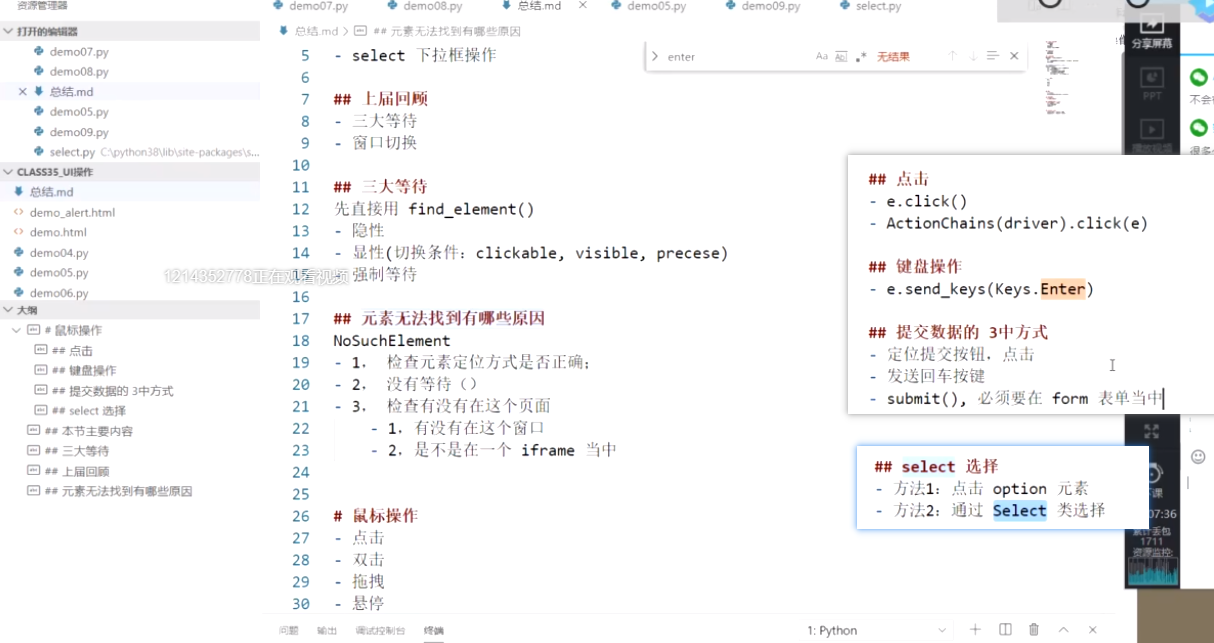 资源管理器
打开的编辑器
demo07.py
demo08.py
总结.md
demo05.py
demo09.py
select.py C:\python38\lib\site-packages\s...
CLASS35_UI操作
总结.md
demo_alert.html
demo.html
demo04.py
demo05.py
demo06.py
1214352778正在观看视频
大纲
# 鼠标操作
## 点击
## 键盘操作
## 提交数据的 3中方式
## select 选择
## 本节主要内容
## 三大等待
## 上届回顾
## 元素无法找到有哪些原因
demo07.py demo08.py 总结.md demo05.py demo09.py select.py
总结.md > ## 元素无法找到有哪些原因
enter Aa Ab| .* 无结果
5 - select 下拉框操作
6
7 ## 上届回顾
8 - 三大等待
9 - 窗口切换
10
11 ## 三大等待
12 先直接用 find_element()
13 - 隐性
14 - 显性(切换条件: clickable, visible, precese)
强制等待
16
17 ## 元素无法找到有哪些原因
18 NoSuchElement
19 - 1. 检查元素定位方式是否正确;
20 - 2. 没有等待（）
21 - 3. 检查有没有在这个页面
22 - 1. 有没有在这个窗口
23 - 2. 是不是在一个 iframe 当中
24
25
26 # 鼠标操作
27 - 点击
28 - 双击
29 - 拖拽
30 - 悬停
## 点击
- e.click()
- ActionChains(driver).click(e)
## 键盘操作
- e.send_keys(Keys.Enter)
## 提交数据的 3中方式
- 定位提交按钮，点击
- 发送回车按键
- submit(), 必须要在 form 表单当中
## select 选择
- 方法1: 点击 option 元素
- 方法2: 通过 Select 类选择
分享屏幕
PPT
播放视频
不会
很多
07:36
累计丢包
1711
资源监控:
问题 输出 调试控制台 终端
1: Python